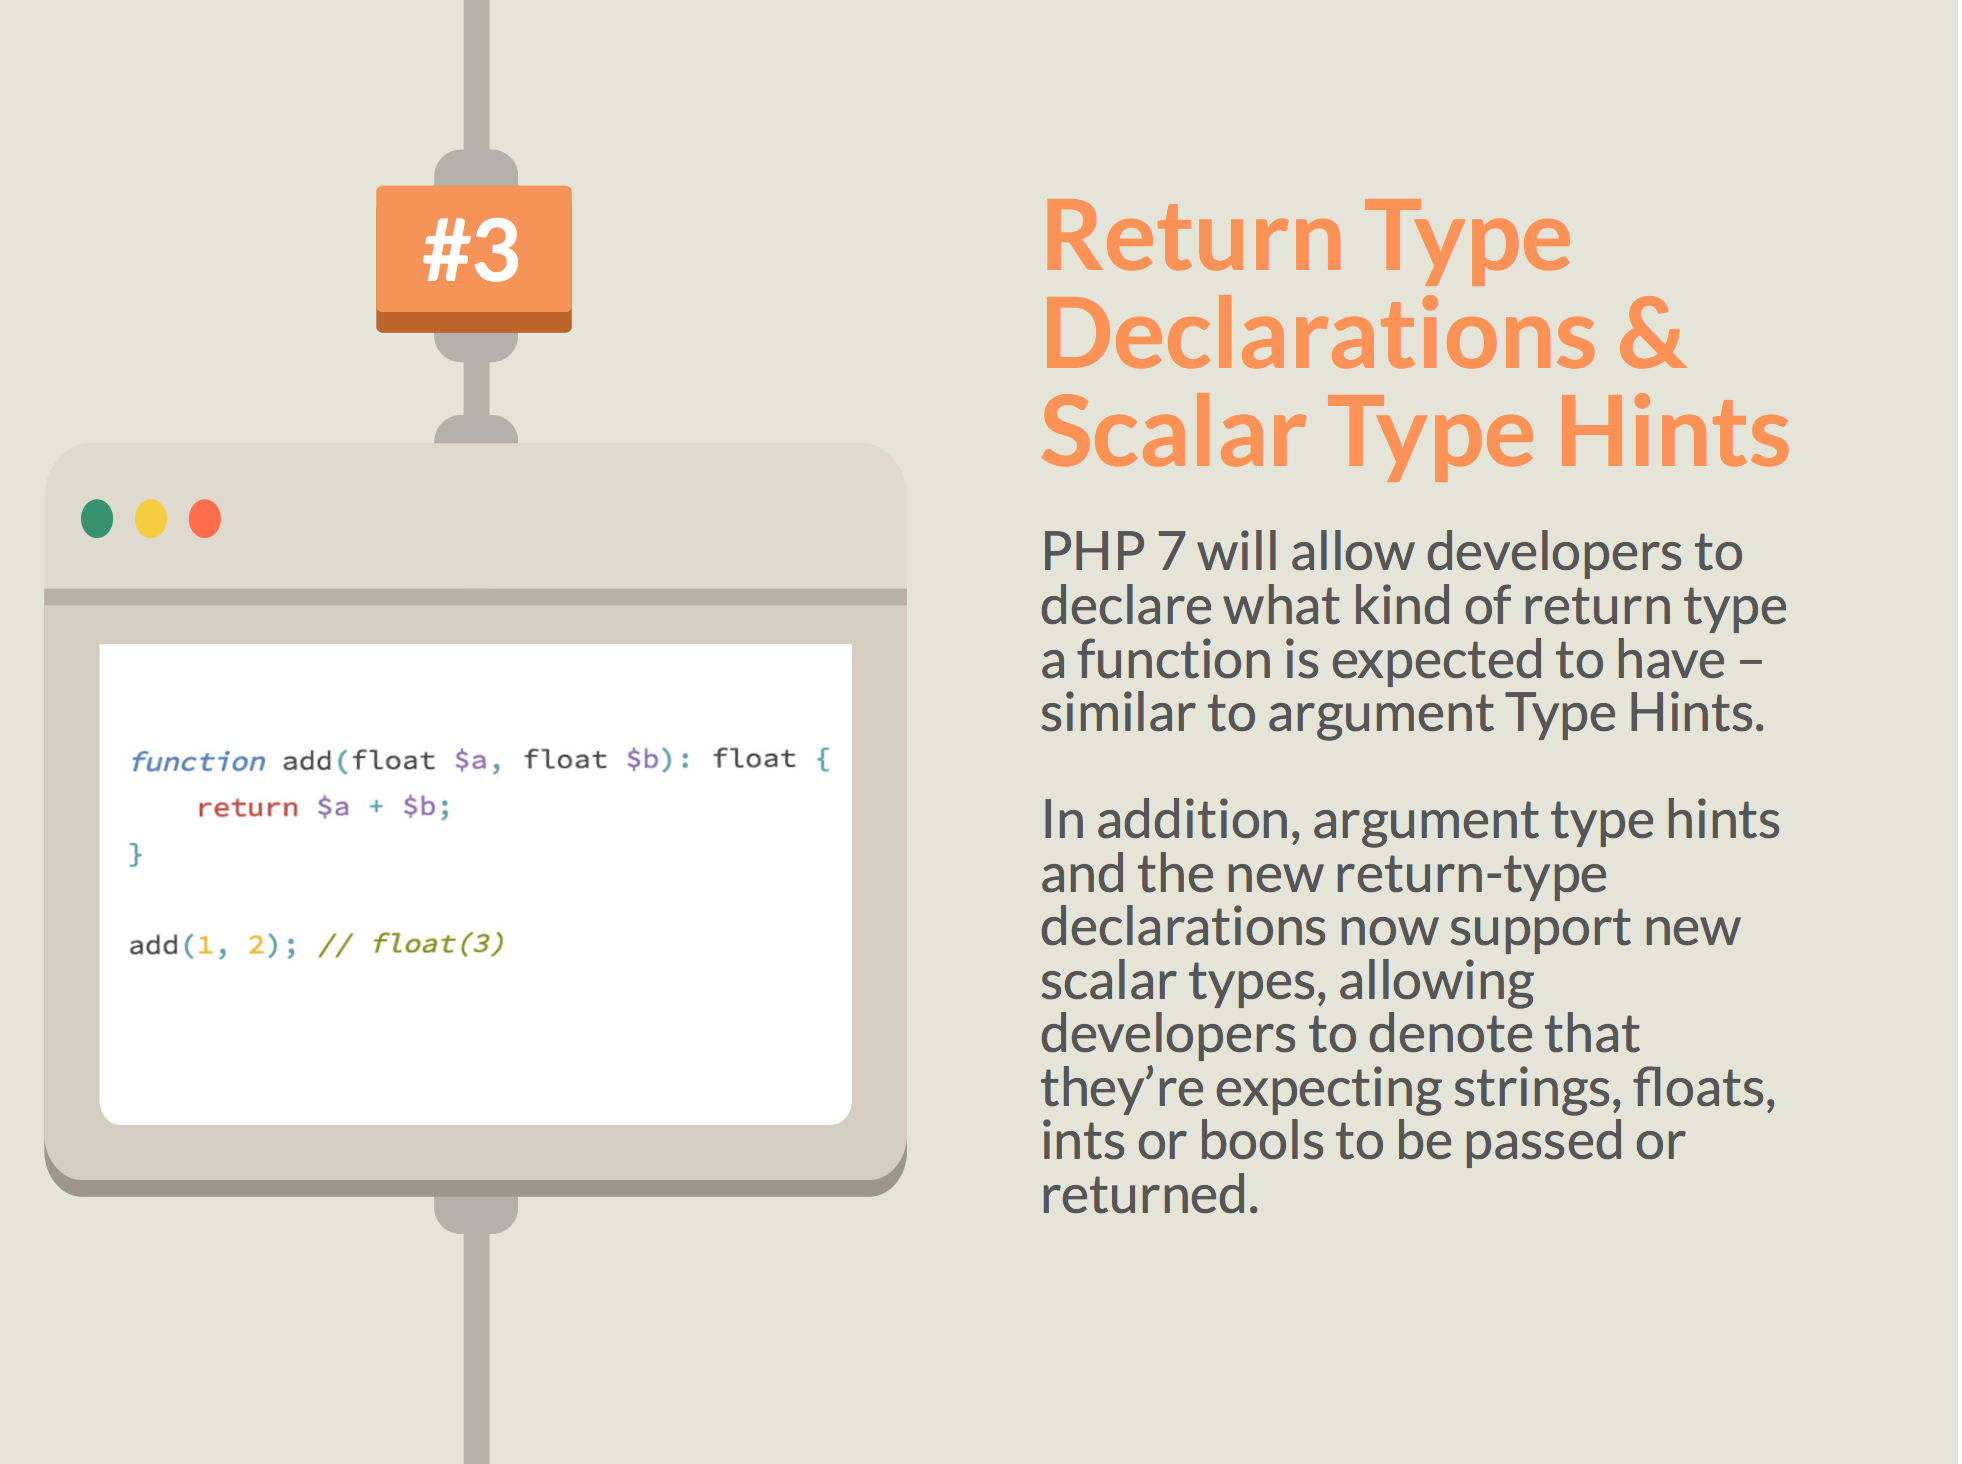 #3
function add(float $a, float $b): float {
    return $a + $b;
}
add(1, 2); // float(3)
Return Type
Declarations &
Scalar Type Hints
PHP 7 will allow developers to
declare what kind of return type
a function is expected to have –
similar to argument Type Hints.
In addition, argument type hints
and the new return-type
declarations now support new
scalar types, allowing
developers to denote that
they’re expecting strings, floats,
ints or bools to be passed or
returned.